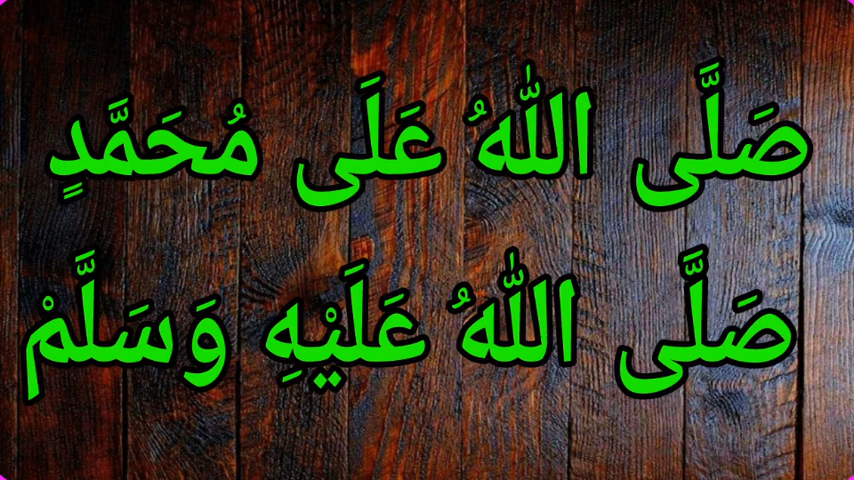 صَلَّى اللّٰهُ عَلَى مُحَمَّدٍ
صَلَّى اللّٰهُ عَلَيْهِ وَسَلَّمْ